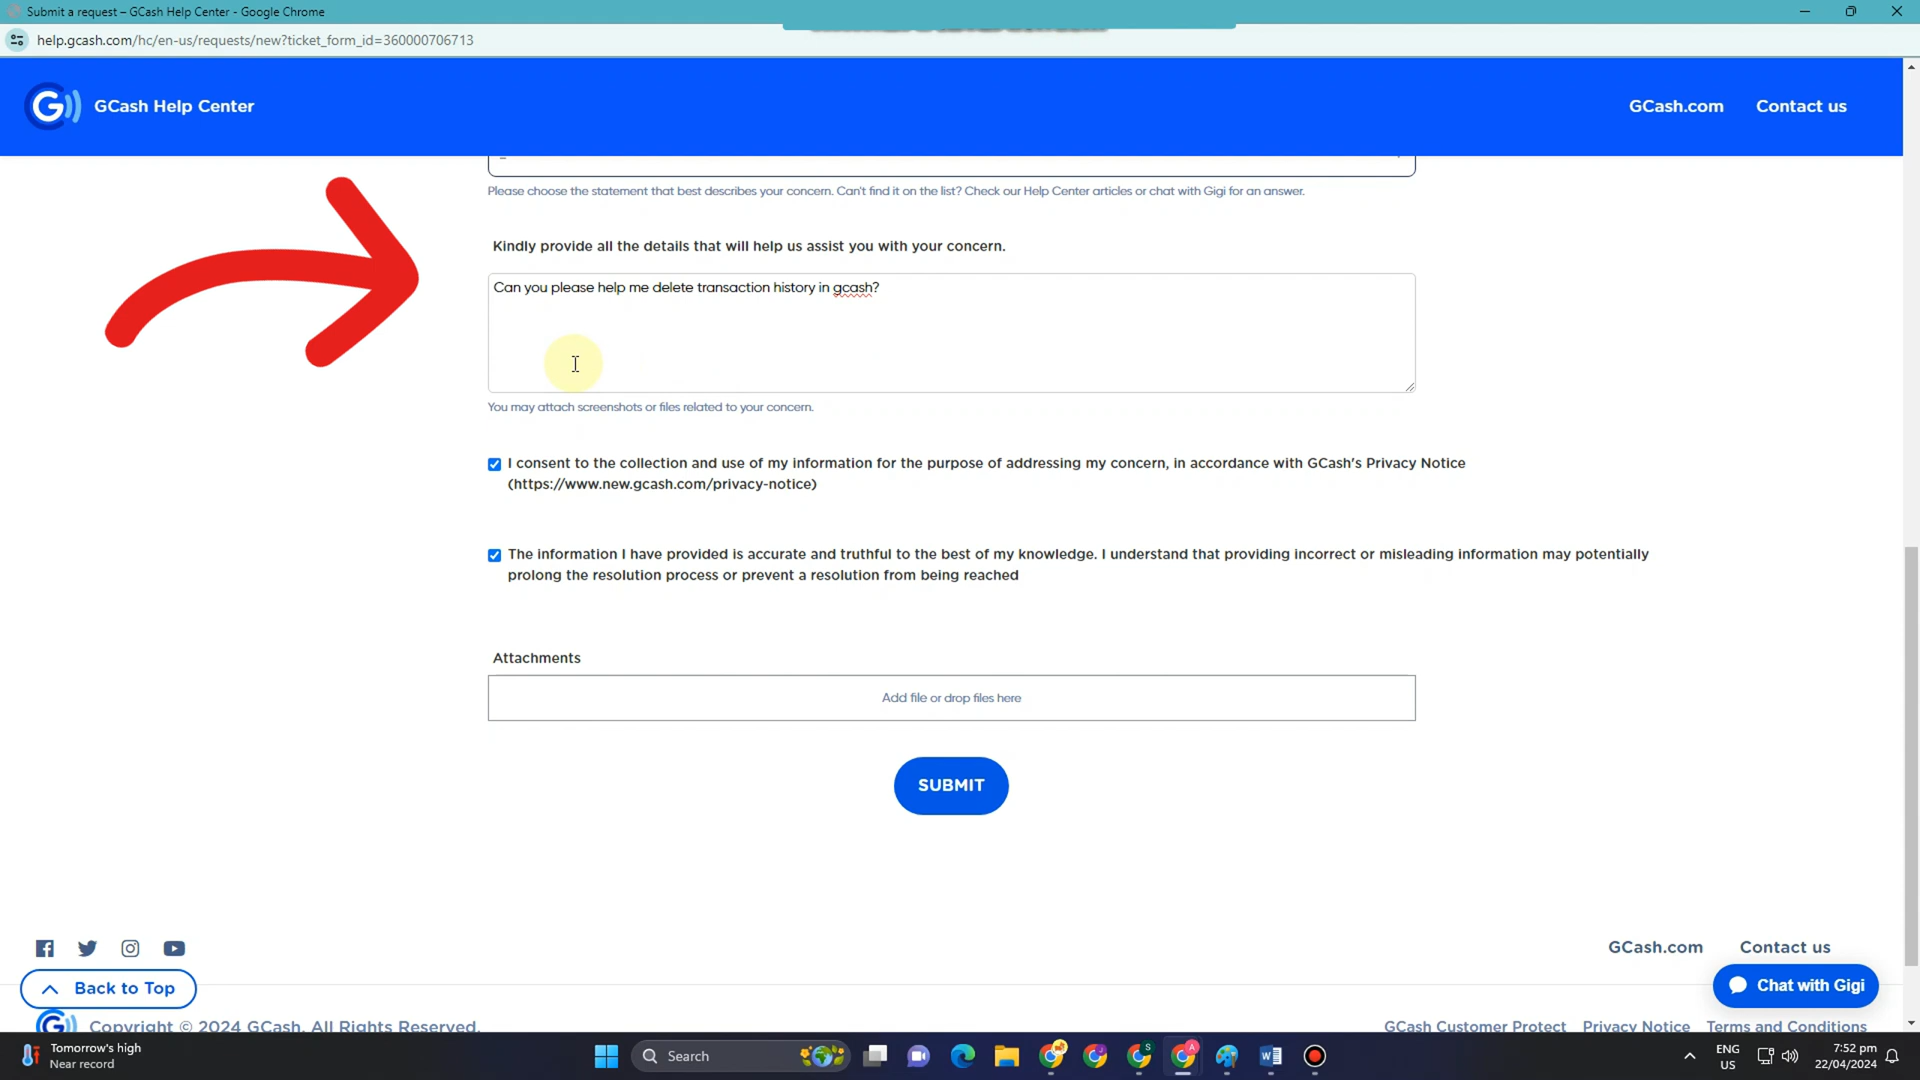 Submit a request – GCash Help Center - Google Chrome
help.gcash.com/hc/en-us/requests/new?ticket_form_id=360000706713
GCash Help Center
GCash.com
Contact us
Please choose the statement that best describes your concern. Can't find it on the list? Check our Help Center articles or chat with Gigi for an answer.
Kindly provide all the details that will help us assist you with your concern.
Can you please help me delete transaction history in gcash?
You may attach screenshots or files related to your concern.
I consent to the collection and use of my information for the purpose of addressing my concern, in accordance with GCash's Privacy Notice
(https://www.new.gcash.com/privacy-notice)
The information I have provided is accurate and truthful to the best of my knowledge. I understand that providing incorrect or misleading information may potentially
prolong the resolution process or prevent a resolution from being reached
Attachments
Add file or drop files here
SUBMIT
GCash.com
Contact us
Back to Top
Chat with Gigi
Copyright © 2024 GCash. All Rights Reserved.
GCash Customer Protect
Privacy Notice
Terms and Conditions
Tomorrow's high
Near record
Search
ENG
US
7:52 pm
22/04/2024